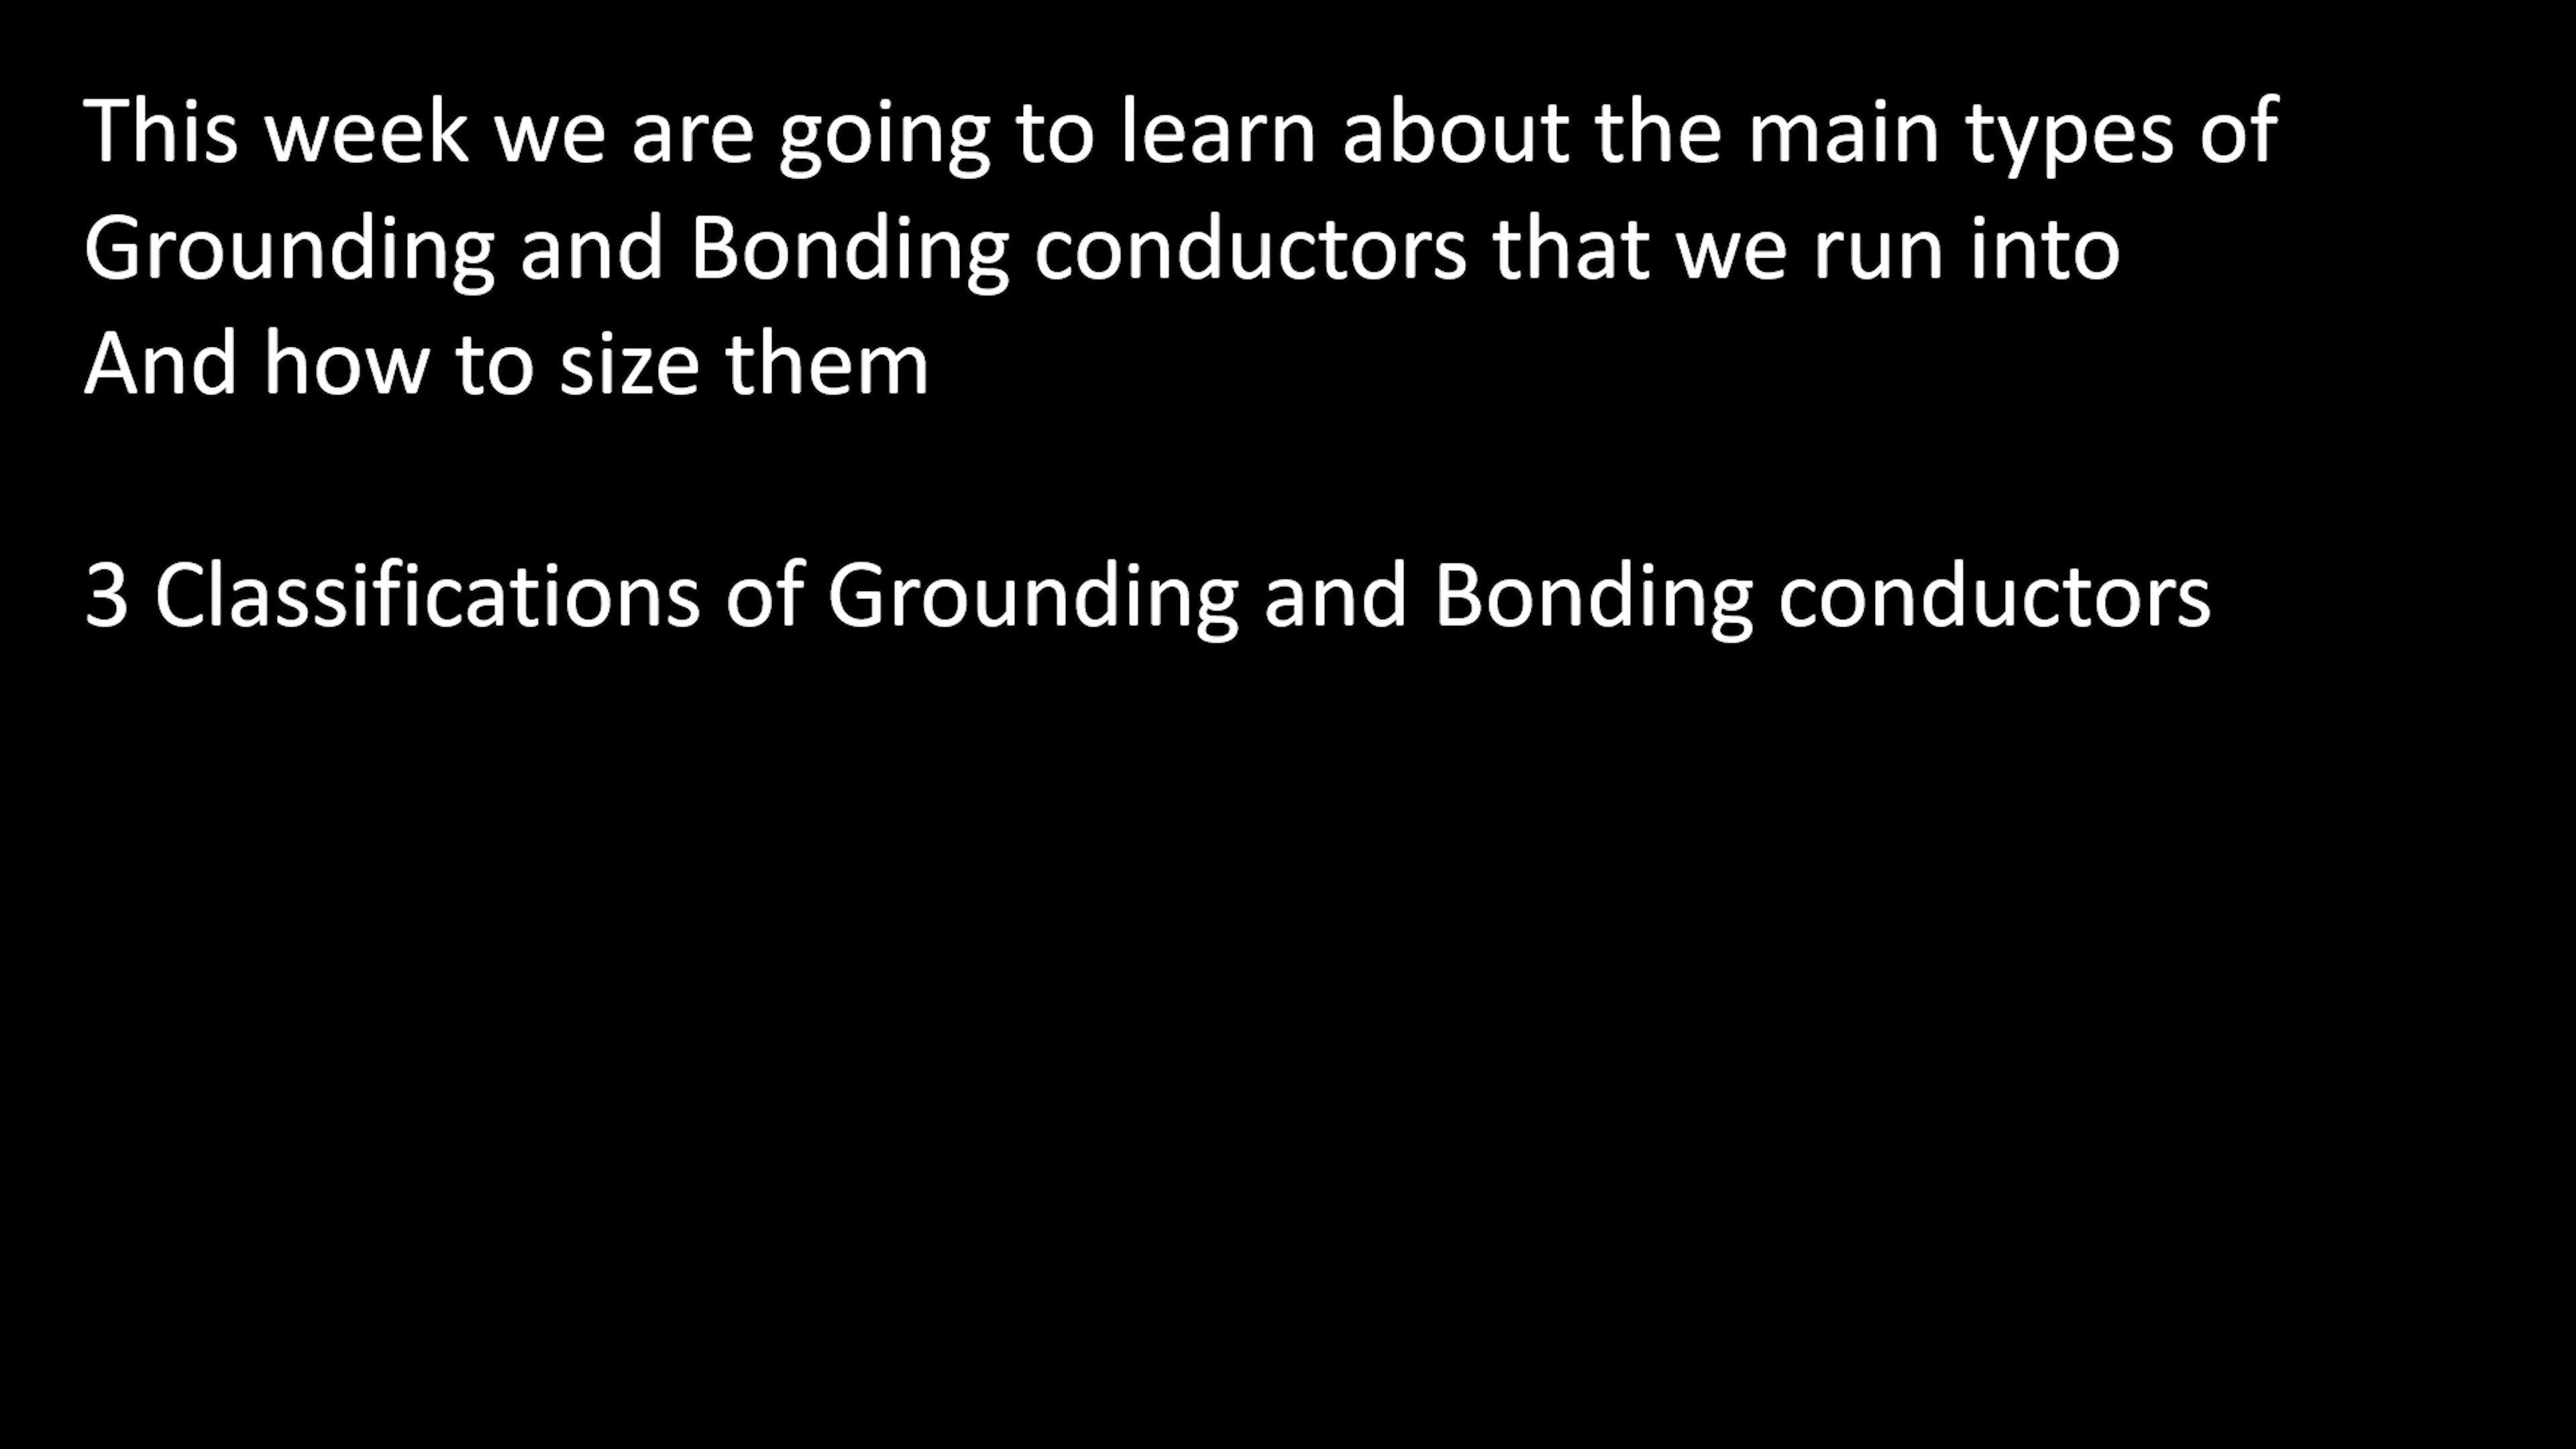 This week we are going to learn about the main types of
Grounding and Bonding conductors that we run into
And how to size them
3 Classifications of Grounding and Bonding conductors